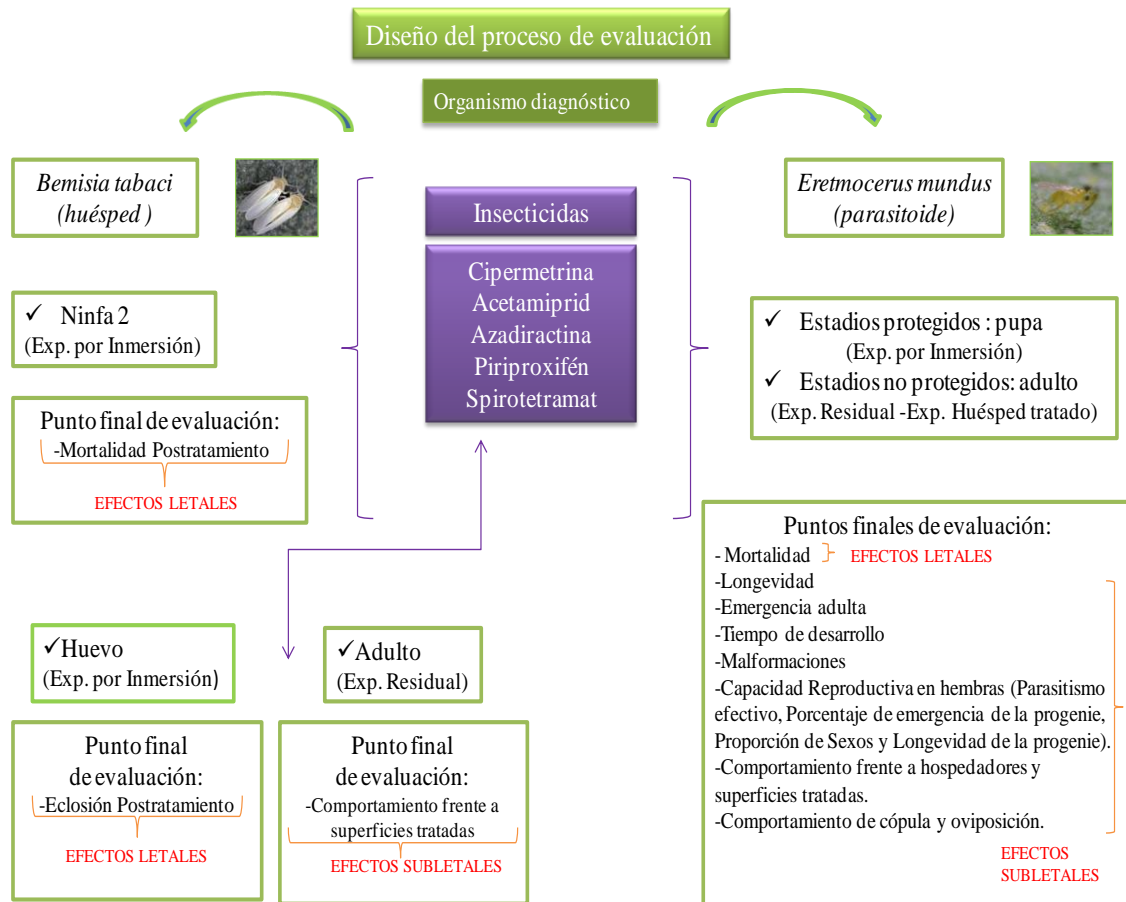 Diseño del proceso de evaluación
Organismo diagnóstico
Bemisia tabaci
(huésped )
Insecticidas
Cipermetrina
Acetamiprid
Azadiractina
Piriproxifén
Spirotetramat
Eretmocerus mundus
(parasitoide)
✓ Ninfa 2
(Exp. por Inmersión)
Punto final de evaluación:
-Mortalidad Postratamiento
EFECTOS LETALES
✓ Estadios protegidos : pupa
(Exp. por Inmersión)
✓ Estadios no protegidos: adulto
(Exp. Residual -Exp. Huésped tratado)
✓Huevo
(Exp. por Inmersión)
Punto final
de evaluación:
-Eclosión Postratamiento
EFECTOS LETALES
✓Adulto
(Exp. Residual)
Punto final
de evaluación:
-Comportamiento frente a
superficies tratadas
EFECTOS SUBLETALES
Puntos finales de evaluación:
- Mortalidad EFECTOS LETALES
-Longevidad
-Emergencia adulta
-Tiempo de desarrollo
-Malformaciones
-Capacidad Reproductiva en hembras (Parasitismo
efectivo, Porcentaje de emergencia de la progenie,
Proporción de Sexos y Longevidad de la progenie).
-Comportamiento frente a hospedadores y
superficies tratadas.
-Comportamiento de cópula y oviposición.
EFECTOS
SUBLETALES